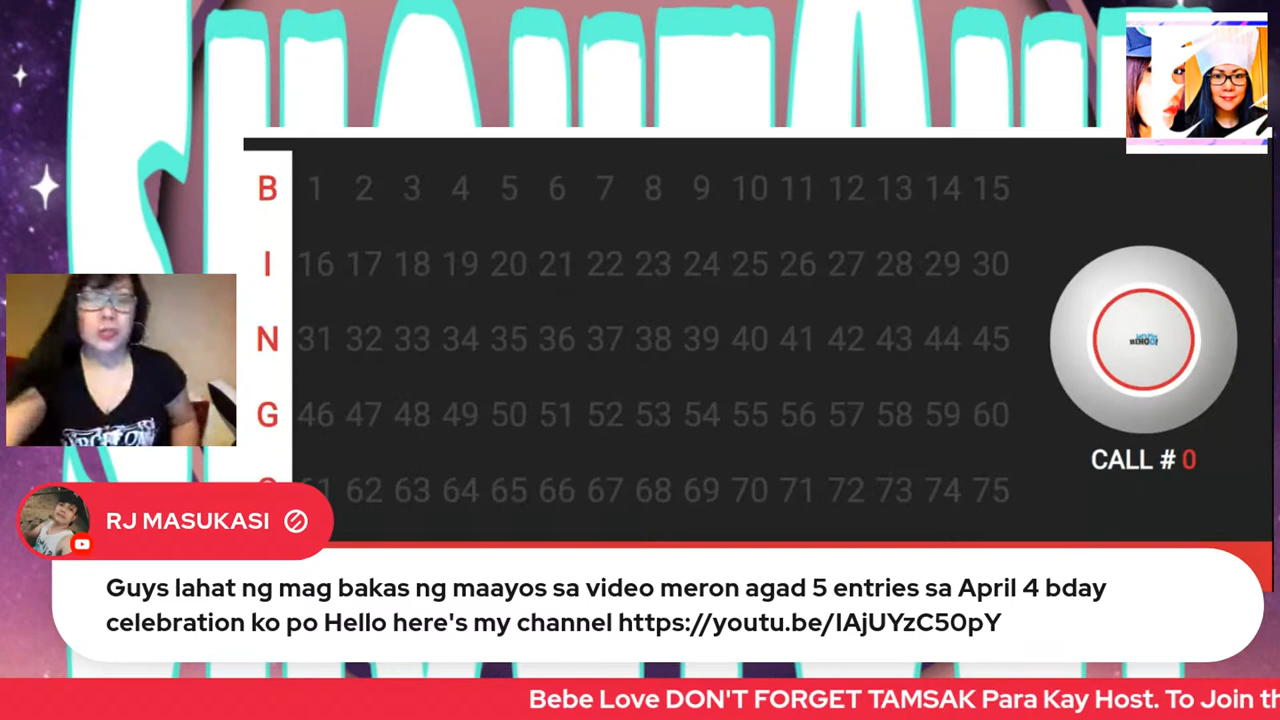 B 1 2 3 4 5 6 7 8 9 10 11 12 13 14 15
I 16 17 18 19 20 21 22 23 24 25 26 27 28 29 30
N 31 32 33 34 35 36 37 38 39 40 41 42 43 44 45
G 46 47 48 49 50 51 52 53 54 55 56 57 58 59 60
62 63 64 65 66 67 68 69 70 71 72 73 74 75
BINGO!
CALL # 0
RJ MASUKASI
Guys lahat ng mag bakas ng maayos sa video meron agad 5 entries sa April 4 bday
celebration ko po Hello here's my channel https://youtu.be/IAjUYzC50pY
Bebe Love DON'T FORGET TAMSAK Para Kay Host. To Join th